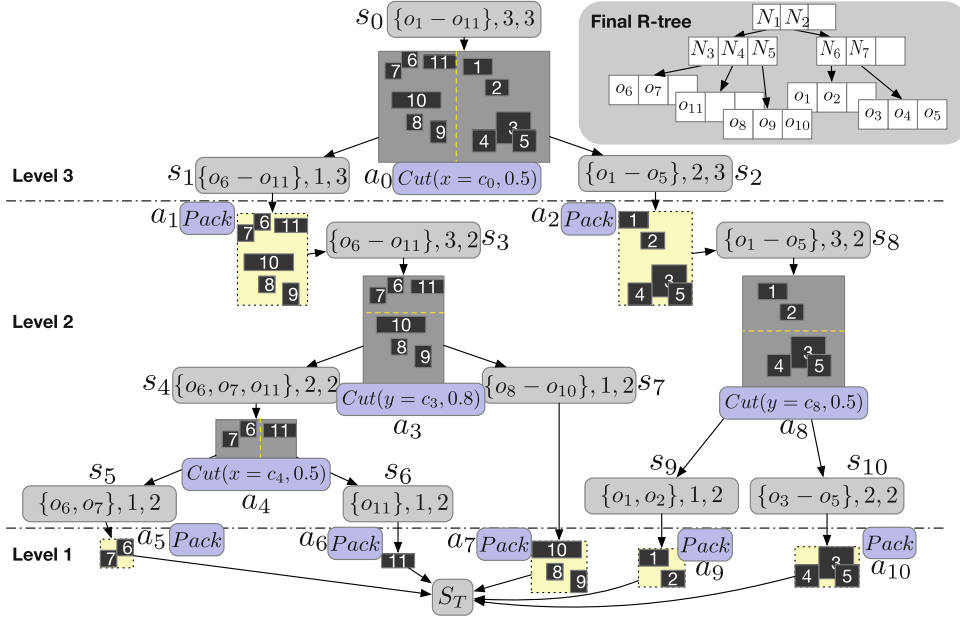 s₀ {o₁ − o₁₁}, 3, 3
Final R-tree
N₁ N₂
N₃ N₄ N₅
N₆ N₇
o₆ o₇
o₁₁
o₈ o₉ o₁₀
o₁ o₂
o₃ o₄ o₅
7 6 11 1 2
10 8 9 3 4 5
Level 3
s₁ {o₆ − o₁₁}, 1, 3
a₀ Cut(x = c₀, 0.5)
{o₁ − o₅}, 2, 3 s₂
a₁ Pack
7 6 11
10
8 9
{o₆ − o₁₁}, 3, 2 s₃
a₂ Pack
1
2
3
4 5
{o₁ − o₅}, 3, 2 s₈
Level 2
7 6 11
10
8 9
1
2
3
4 5
s₄ {o₆, o₇, o₁₁}, 2, 2
Cut(y = c₃, 0.8)
a₃
{o₈ − o₁₀}, 1, 2 s₇
Cut(y = c₈, 0.5)
a₈
7 6 11
Cut(x = c₄, 0.5)
a₄
s₅
{o₆, o₇}, 1, 2
s₆
{o₁₁}, 1, 2
s₉
{o₁, o₂}, 1, 2
s₁₀
{o₃ − o₅}, 2, 2
Level 1
7 6
a₅ Pack
a₆ Pack
11
a₇ Pack
10
8 9
1
2
Pack
a₉
3
4 5
Pack
a₁₀
S_T